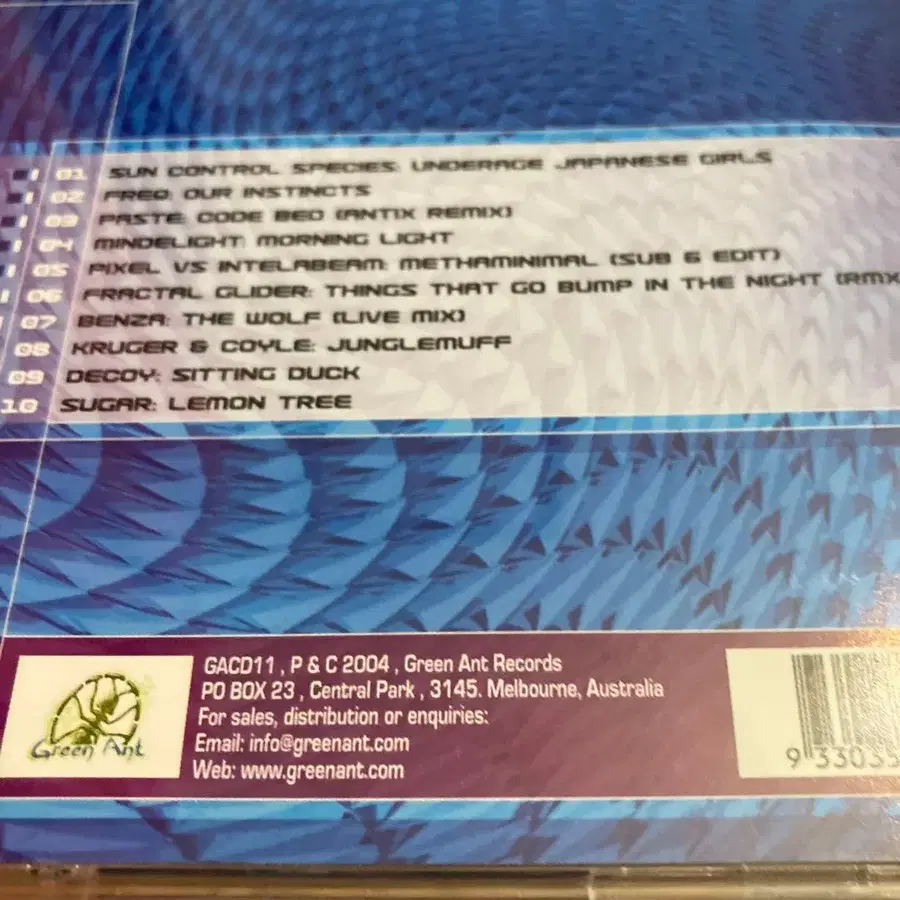 01 SUN CONTROL SPECIES: UNDERAGE JAPANESE GIRLS
02 FREQ: OUR INSTINCTS
03 PASTE: CODE BED (ANTIX REMIX)
04 MINDELIGHT: MORNING LIGHT
05 PIXEL VS INTELABEAM: METHAMINIMAL (SUB 6 EDIT)
06 FRACTAL GLIDER: THINGS THAT GO BUMP IN THE NIGHT (RMX
07 BENZA: THE WOLF (LIVE MIX)
08 KRUGER & COYLE: JUNGLEMUFF
09 DECOY: SITTING DUCK
10 SUGAR: LEMON TREE
GACD11 , P & C 2004 , Green Ant Records
PO BOX 23 , Central Park , 3145. Melbourne, Australia
For sales, distribution or enquiries:
Email: info@greenant.com
Web: www.greenant.com
Green Ant
9 33035